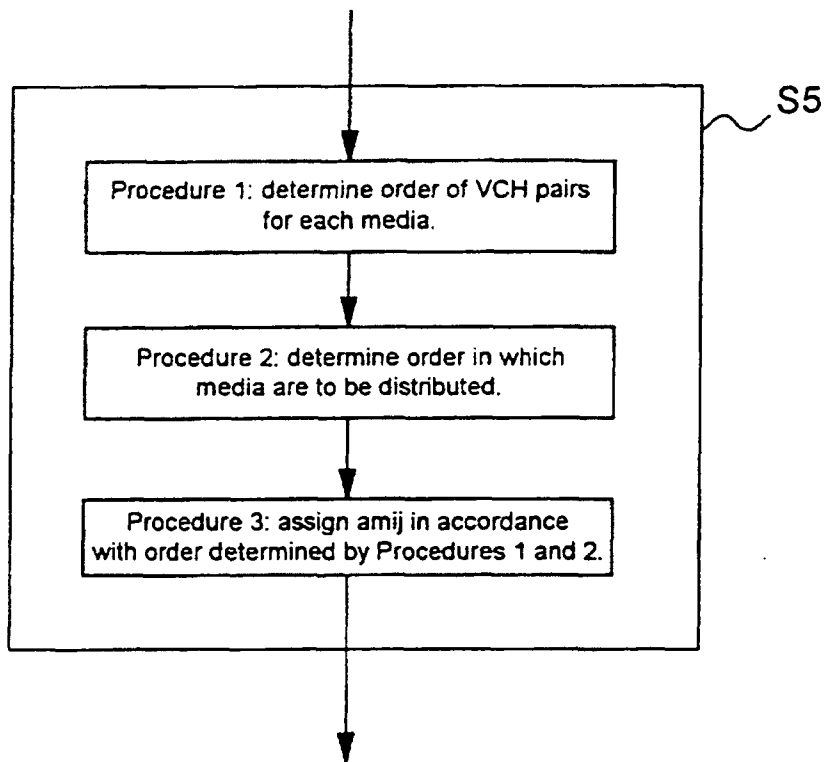 S5
Procedure 1: determine order of VCH pairs
for each media.
Procedure 2: determine order in which
media are to be distributed.
Procedure 3: assign amij in accordance
with order determined by Procedures 1 and 2.